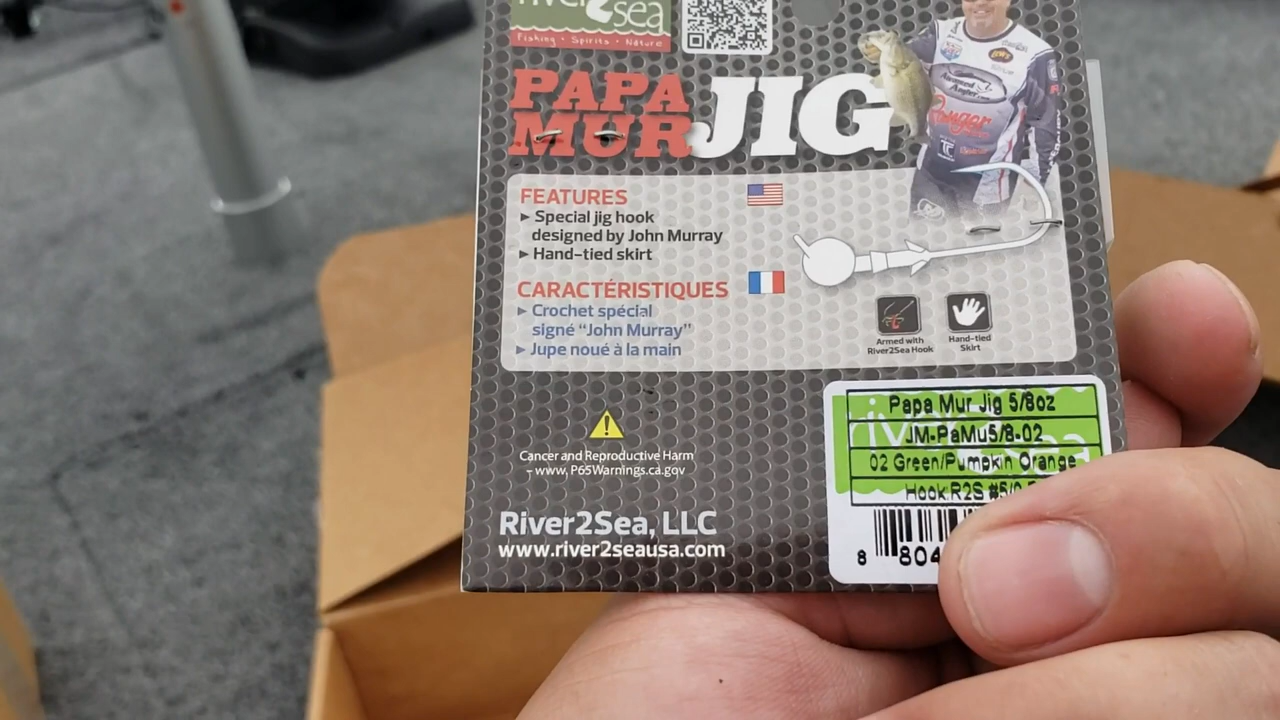 river2sea
Fishing • Spirits • Nature
PAPA
MUR JIG
FEATURES
► Special jig hook
designed by John Murray
► Hand-tied skirt
CARACTÉRISTIQUES
► Crochet spécial
signé “John Murray”
► Jupe noué à la main
Armed with
River2Sea Hook
Hand-tied
Skirt
Cancer and Reproductive Harm
– www.P65Warnings.ca.gov
River2Sea, LLC
www.river2seausa.com
Papa Mur Jig 5/8oz
JM-PaMu5/8-02
02 Green/Pumpkin Orange
Hook:R2S #5/0
8 804